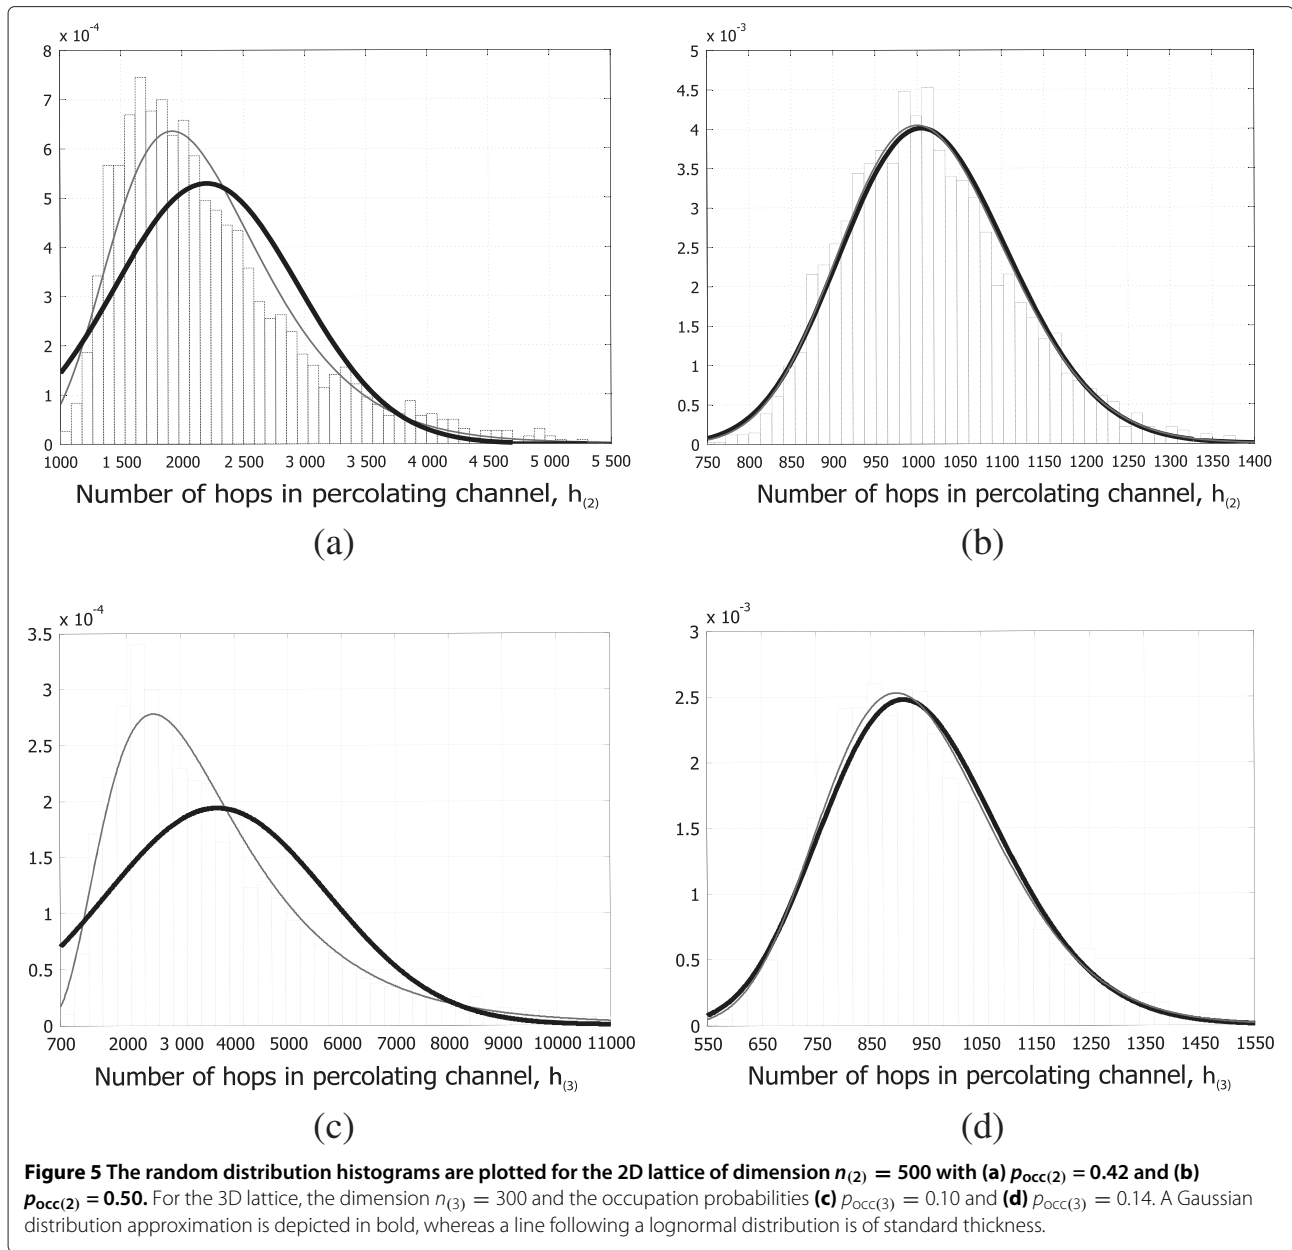 x 10⁻⁴
8
7
6
5
4
3
2
1
0
1000 1 500 2000 2 500 3 000 3 500 4 000 4 500 5 000 5 500
Number of hops in percolating channel, h₍₂₎
(a)
x 10⁻³
5
4.5
4
3.5
3
2.5
2
1.5
1
0.5
0
750 800 850 900 950 1000 1050 1100 1150 1200 1250 1300 1350 1400
Number of hops in percolating channel, h₍₂₎
(b)
x 10⁻⁴
3.5
3
2.5
2
1.5
1
0.5
0
700 2000 3 000 4000 5000 6000 7000 8000 9000 10000 11000
Number of hops in percolating channel, h₍₃₎
(c)
x 10⁻³
3
2.5
2
1.5
1
0.5
0
550 650 750 850 950 1050 1150 1250 1350 1450 1550
Number of hops in percolating channel, h₍₃₎
(d)
Figure 5 The random distribution histograms are plotted for the 2D lattice of dimension n₍₂₎ = 500 with (a) pocc(2) = 0.42 and (b)
pocc(2) = 0.50. For the 3D lattice, the dimension n₍₃₎ = 300 and the occupation probabilities (c) pocc(3) = 0.10 and (d) pocc(3) = 0.14. A Gaussian
distribution approximation is depicted in bold, whereas a line following a lognormal distribution is of standard thickness.